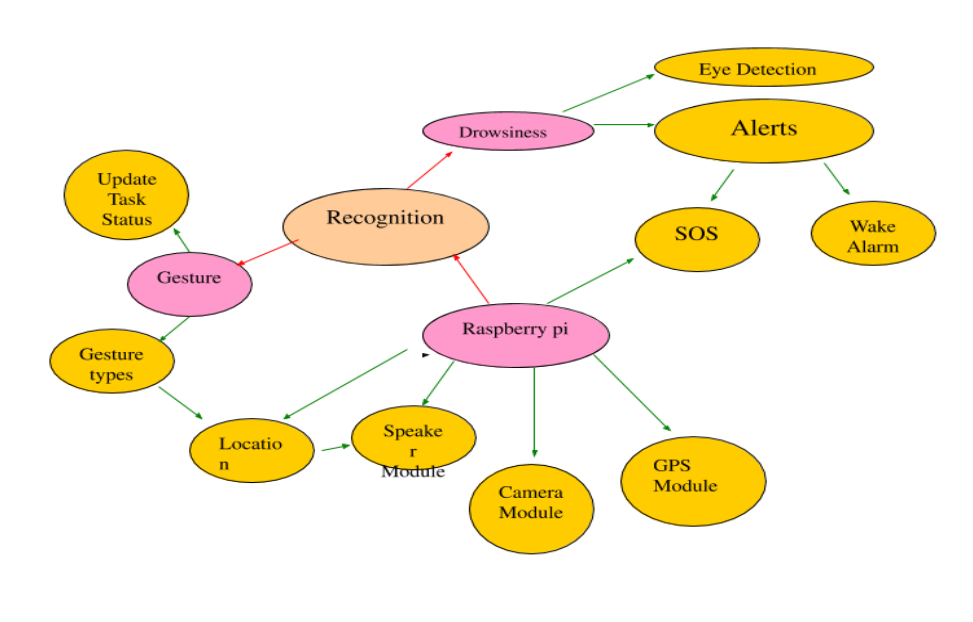 Eye Detection
Alerts
Drowsiness
Update
Task
Status
Recognition
SOS
Wake
Alarm
Gesture
Raspberry pi
Gesture
types
Locatio
n
Speake
r
Module
Camera
Module
GPS
Module